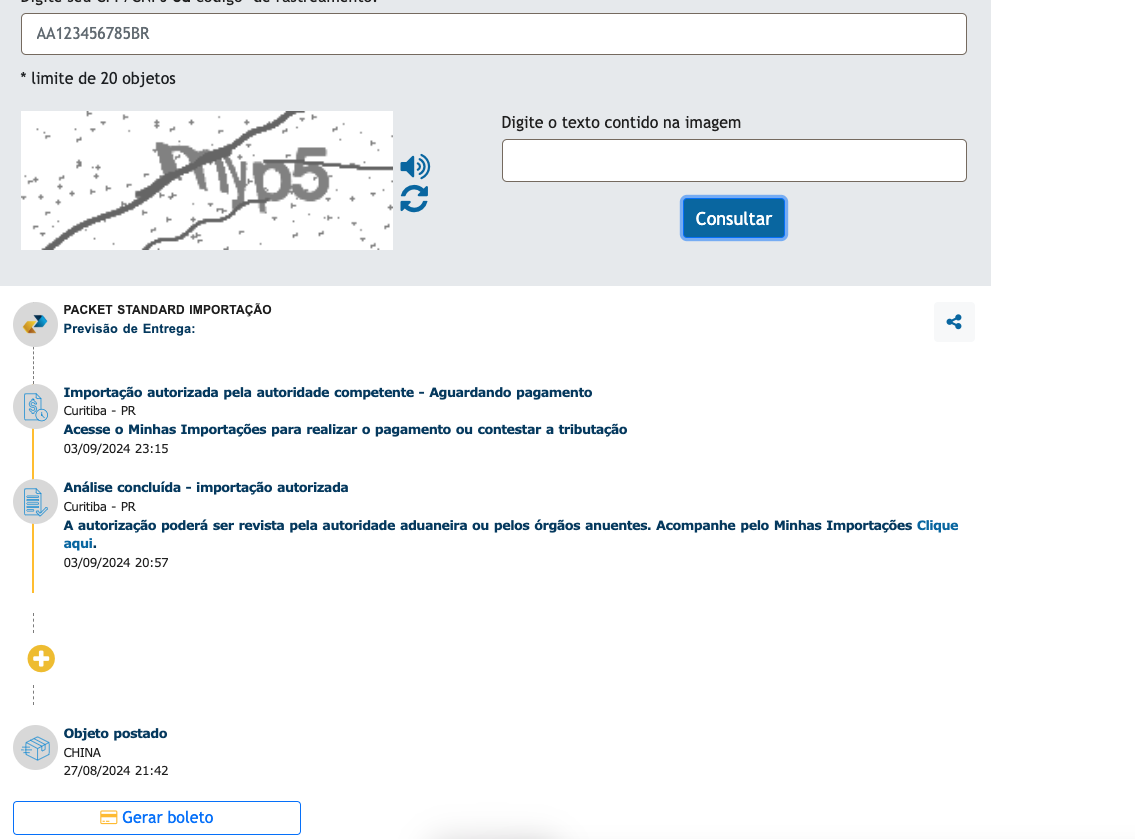 AA123456785BR
* limite de 20 objetos
Digite o texto contido na imagem
Consultar
PACKET STANDARD IMPORTAÇÃO
Previsão de Entrega:
Importação autorizada pela autoridade competente - Aguardando pagamento
Curitiba - PR
Acesse o Minhas Importações para realizar o pagamento ou contestar a tributação
03/09/2024 23:15
Análise concluída - importação autorizada
Curitiba - PR
A autorização poderá ser revista pela autoridade aduaneira ou pelos órgãos anuentes. Acompanhe pelo Minhas Importações Clique
aqui.
03/09/2024 20:57
Objeto postado
CHINA
27/08/2024 21:42
Gerar boleto